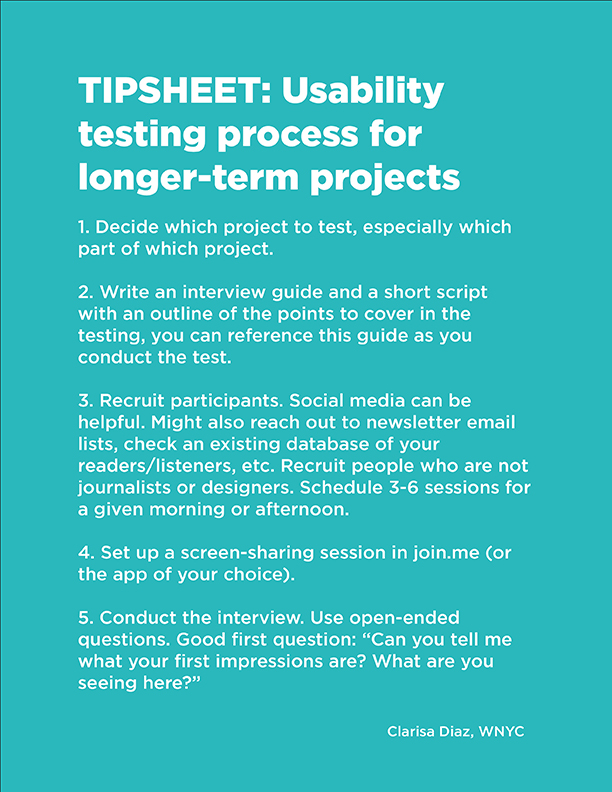 TIPSHEET: Usability
testing process for
longer-term projects
1. Decide which project to test, especially which
part of which project.
2. Write an interview guide and a short script
with an outline of the points to cover in the
testing, you can reference this guide as you
conduct the test.
3. Recruit participants. Social media can be
helpful. Might also reach out to newsletter email
lists, check an existing database of your
readers/listeners, etc. Recruit people who are not
journalists or designers. Schedule 3-6 sessions for
a given morning or afternoon.
4. Set up a screen-sharing session in join.me (or
the app of your choice).
5. Conduct the interview. Use open-ended
questions. Good first question: “Can you tell me
what your first impressions are? What are you
seeing here?”
Clarisa Diaz, WNYC